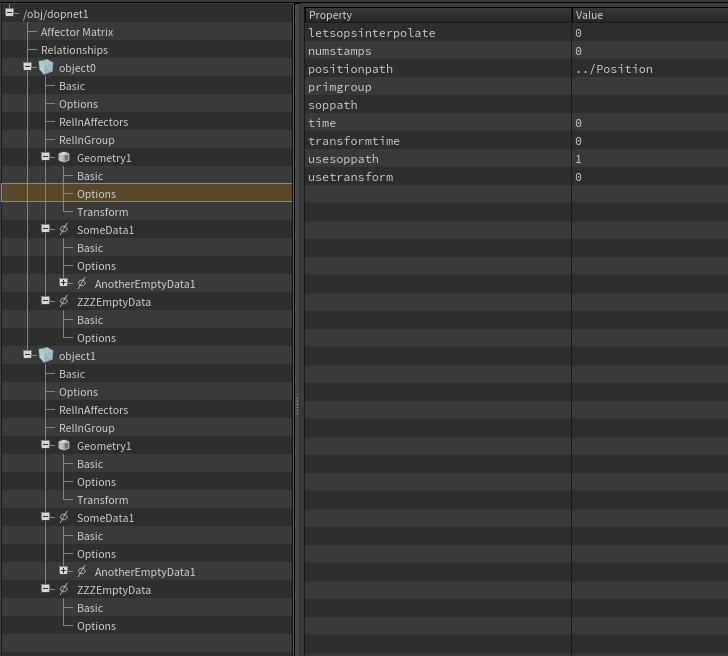 /obj/dopnet1
Affector Matrix
Relationships
object0
Basic
Options
RelInAffectors
RelInGroup
Geometry1
Basic
Options
Transform
SomeData1
Basic
Options
AnotherEmptyData1
ZZZEmptyData
Basic
Options
object1
Basic
Options
RelInAffectors
RelInGroup
Geometry1
Basic
Options
Transform
SomeData1
Basic
Options
AnotherEmptyData1
ZZZEmptyData
Basic
Options
Property Value
letsopsinterpolate 0
numstamps 0
positionpath ../Position
primgroup
soppath
time 0
transformtime 0
usesoppath 1
usetransform 0